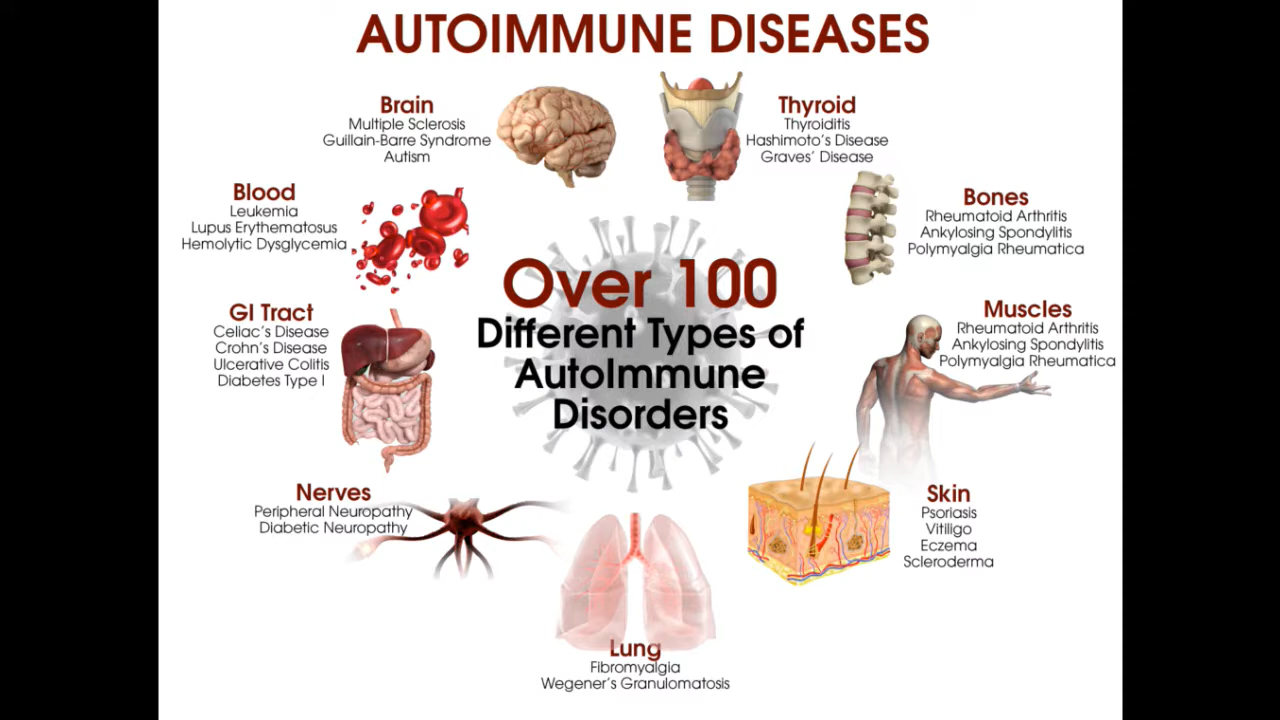 AUTOIMMUNE DISEASES
Brain
Multiple Sclerosis
Guillain-Barre Syndrome
Autism
Thyroid
Thyroiditis
Hashimoto's Disease
Graves' Disease
Blood
Leukemia
Lupus Erythematosus
Hemolytic Dysglycemia
Bones
Rheumatoid Arthritis
Ankylosing Spondylitis
Polymyalgia Rheumatica
Over 100
Different Types of
AutoImmune
Disorders
GI Tract
Celiac's Disease
Crohn's Disease
Ulcerative Colitis
Diabetes Type I
Muscles
Rheumatoid Arthritis
Ankylosing Spondylitis
Polymyalgia Rheumatica
Nerves
Peripheral Neuropathy
Diabetic Neuropathy
Skin
Psoriasis
Vitiligo
Eczema
Scleroderma
Lung
Fibromyalgia
Wegener's Granulomatosis